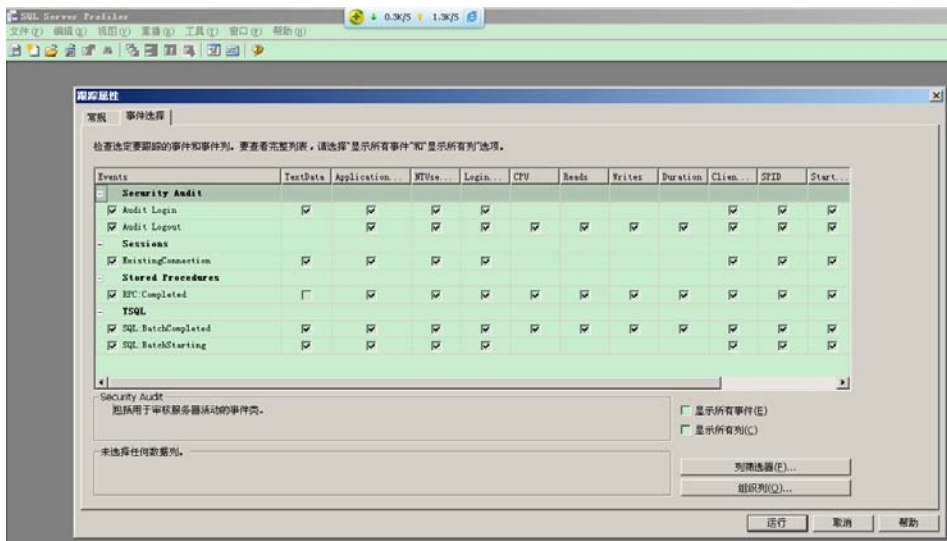 SQL Server Profiler
↓ 0.3K/S ↑ 1.3K/S
文件(F) 编辑(E) 视图(V) 重播(R) 工具(T) 窗口(W) 帮助(H)
跟踪属性
常规 事件选择
检查选定要跟踪的事件和事件列。要查看完整列表，请选择"显示所有事件"和"显示所有列"选项。
Events TextData Application... NTUse... Login... CPU Reads Writes Duration Clien... SPID Start...
Security Audit
Audit Login
Audit Logout
Sessions
ExistingConnection
Stored Procedures
RPC:Completed
TSQL
SQL:BatchCompleted
SQL:BatchStarting
Security Audit
包括用于审核服务器活动的事件类。
显示所有事件(E)
显示所有列(C)
未选择任何数据列。
列筛选器(F)...
组织列(O)...
运行 取消 帮助